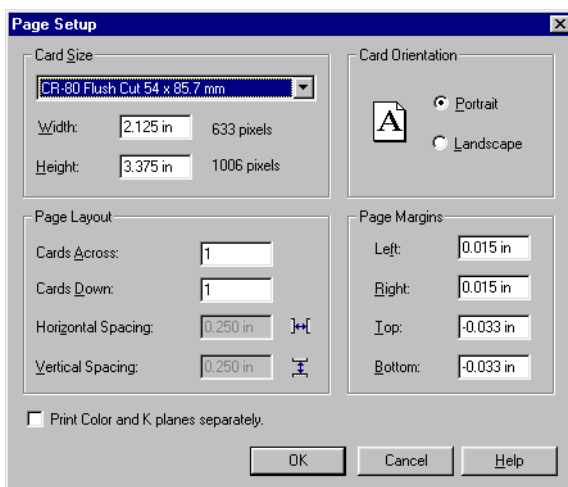 Page Setup
Card Size
CR-80 Flush Cut 54 x 85.7 mm
Width: 2.125 in 633 pixels
Height: 3.375 in 1006 pixels
Card Orientation
A
Portrait
Landscape
Page Layout
Cards Across: 1
Cards Down: 1
Horizontal Spacing: 0.250 in
Vertical Spacing: 0.250 in
Page Margins
Left: 0.015 in
Right: 0.015 in
Top: -0.033 in
Bottom: -0.033 in
Print Color and K planes separately.
OK Cancel Help